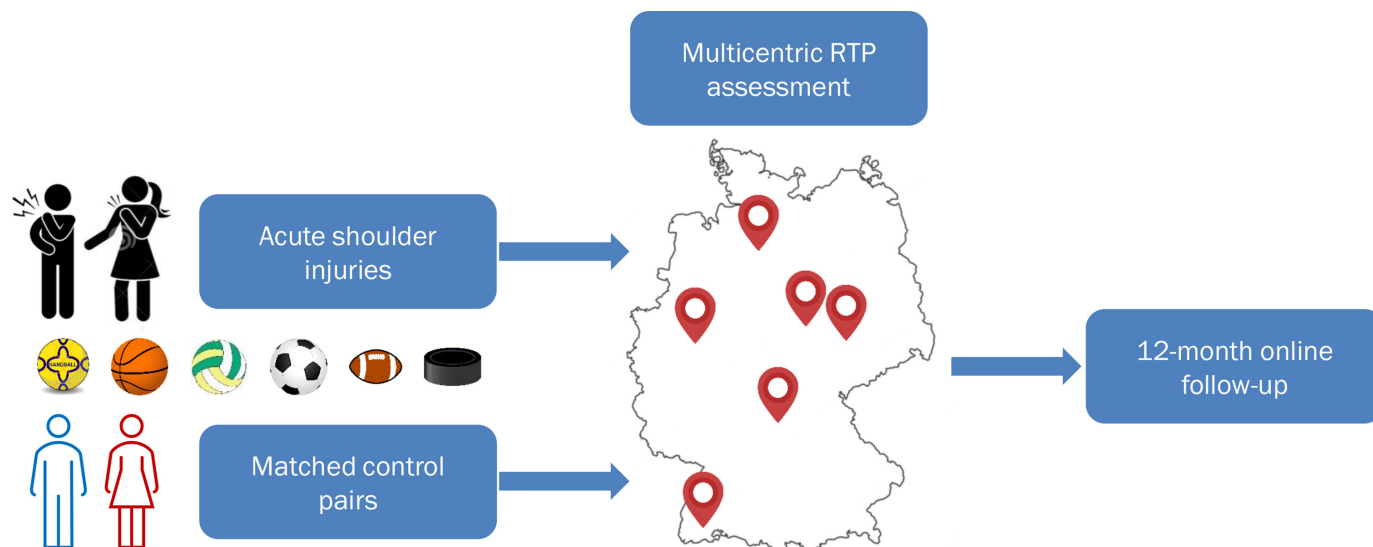 Multicentric RTP
assessment
Acute shoulder
injuries
HANDBALL
12-month online
follow-up
Matched control
pairs